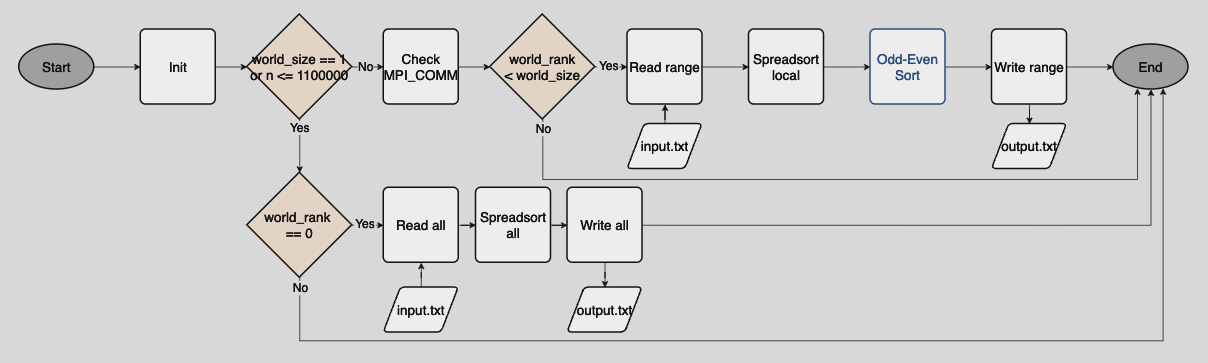 Start
Init
world_size == 1
or n <= 1100000
No
Check
MPI_COMM
world_rank
< world_size
Yes
Read range
Spreadsort
local
Odd-Even
Sort
Write range
End
Yes
No
input.txt
output.txt
world_rank
== 0
Yes
Read all
Spreadsort
all
Write all
No
input.txt
output.txt